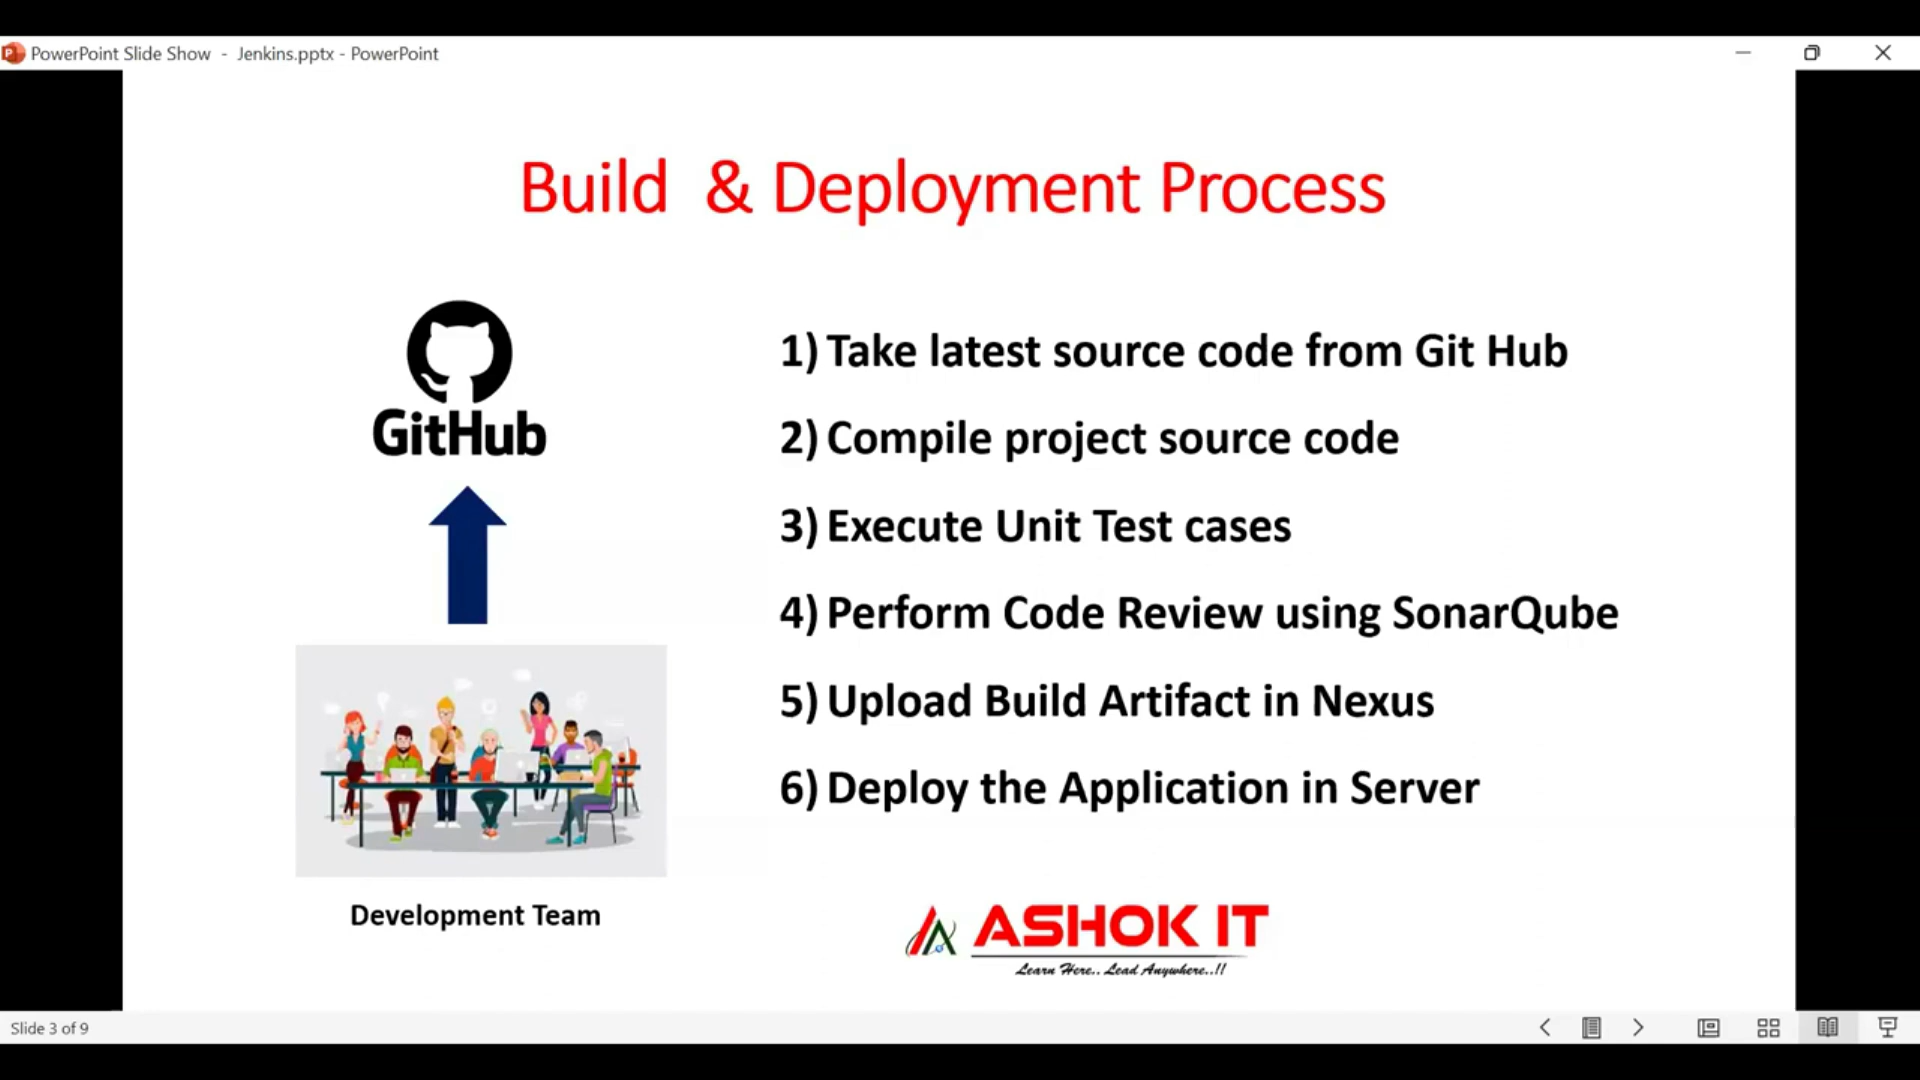 PowerPoint Slide Show - Jenkins.pptx - PowerPoint
Build & Deployment Process
GitHub
1) Take latest source code from Git Hub
2) Compile project source code
3) Execute Unit Test cases
4) Perform Code Review using SonarQube
5) Upload Build Artifact in Nexus
6) Deploy the Application in Server
Development Team
ASHOK IT
Learn Here.. Lead Anywhere..!!
Slide 3 of 9